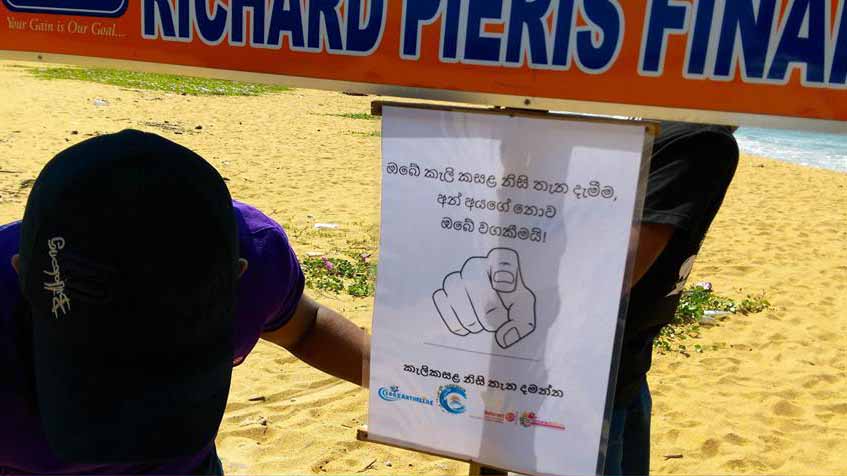 Your Gain is Our Goal...
RICHARD PIERIS FINA
ඔබේ කැලි කසළ නිසි තැන දැමීම,
අන් අයගේ නොව
ඔබේ වගකීමයි!
කැලිකසළ නිසි තැන දමන්න